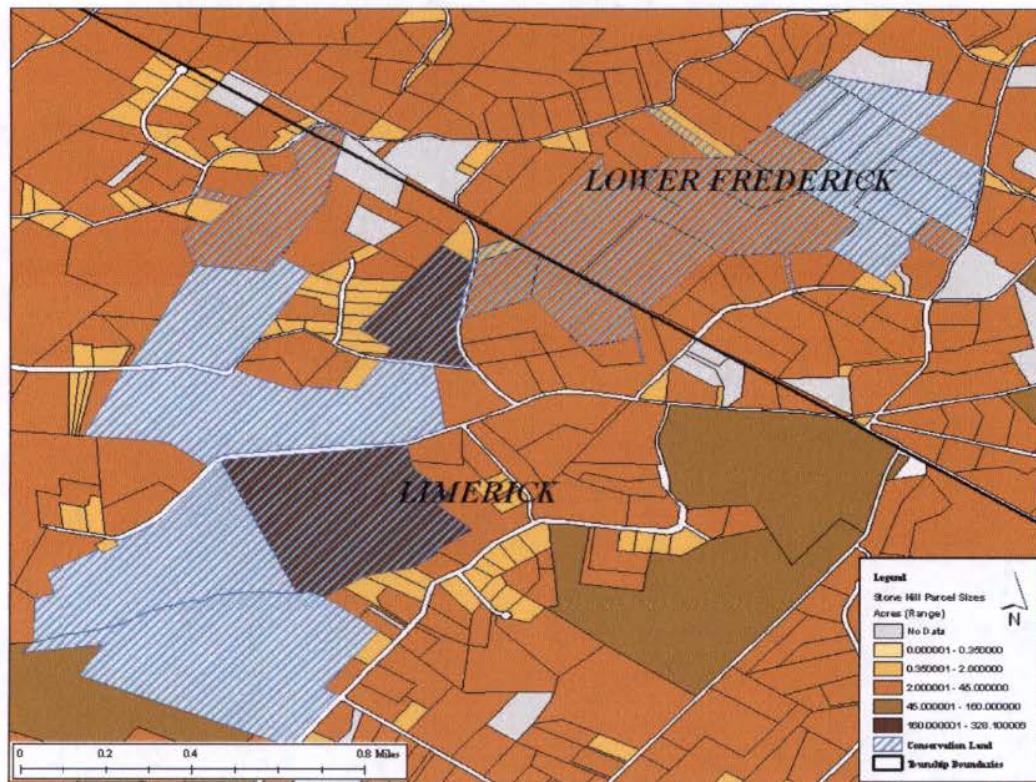 LOWER FREDERICK
LIMERICK
Legend
Stone Hill Parcel Sizes
Acres (Range)
No Data
0.000001 - 0.350000
0.350001 - 2.000000
2.000001 - 45.000000
45.000001 - 160.000000
160.000001 - 328.100009
Conservation Land
Township Boundaries
N
0 0.2 0.4 0.8 Miles